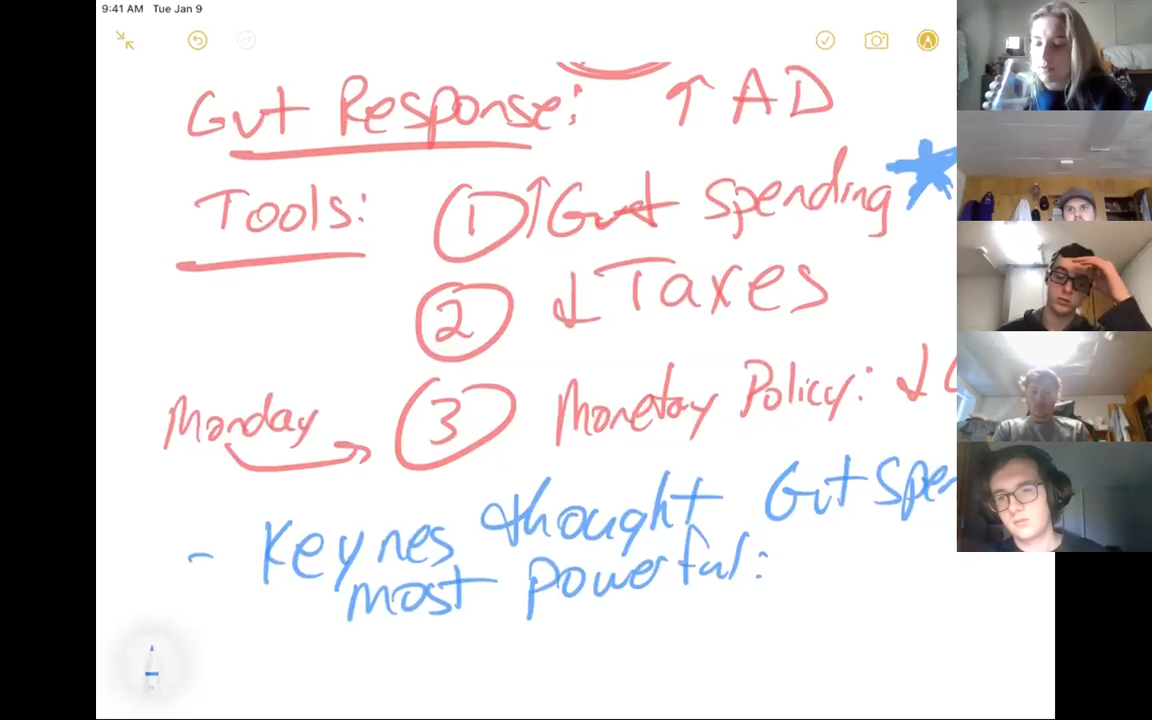 9:41 AM Tue Jan 9
Gvt Response: ↑ AD
Tools: ① ↑ Gvt Spending
② ↓ Taxes
Monday → ③ Monetary Policy: ↓
- Keynes thought Gvt Spen
most powerful: